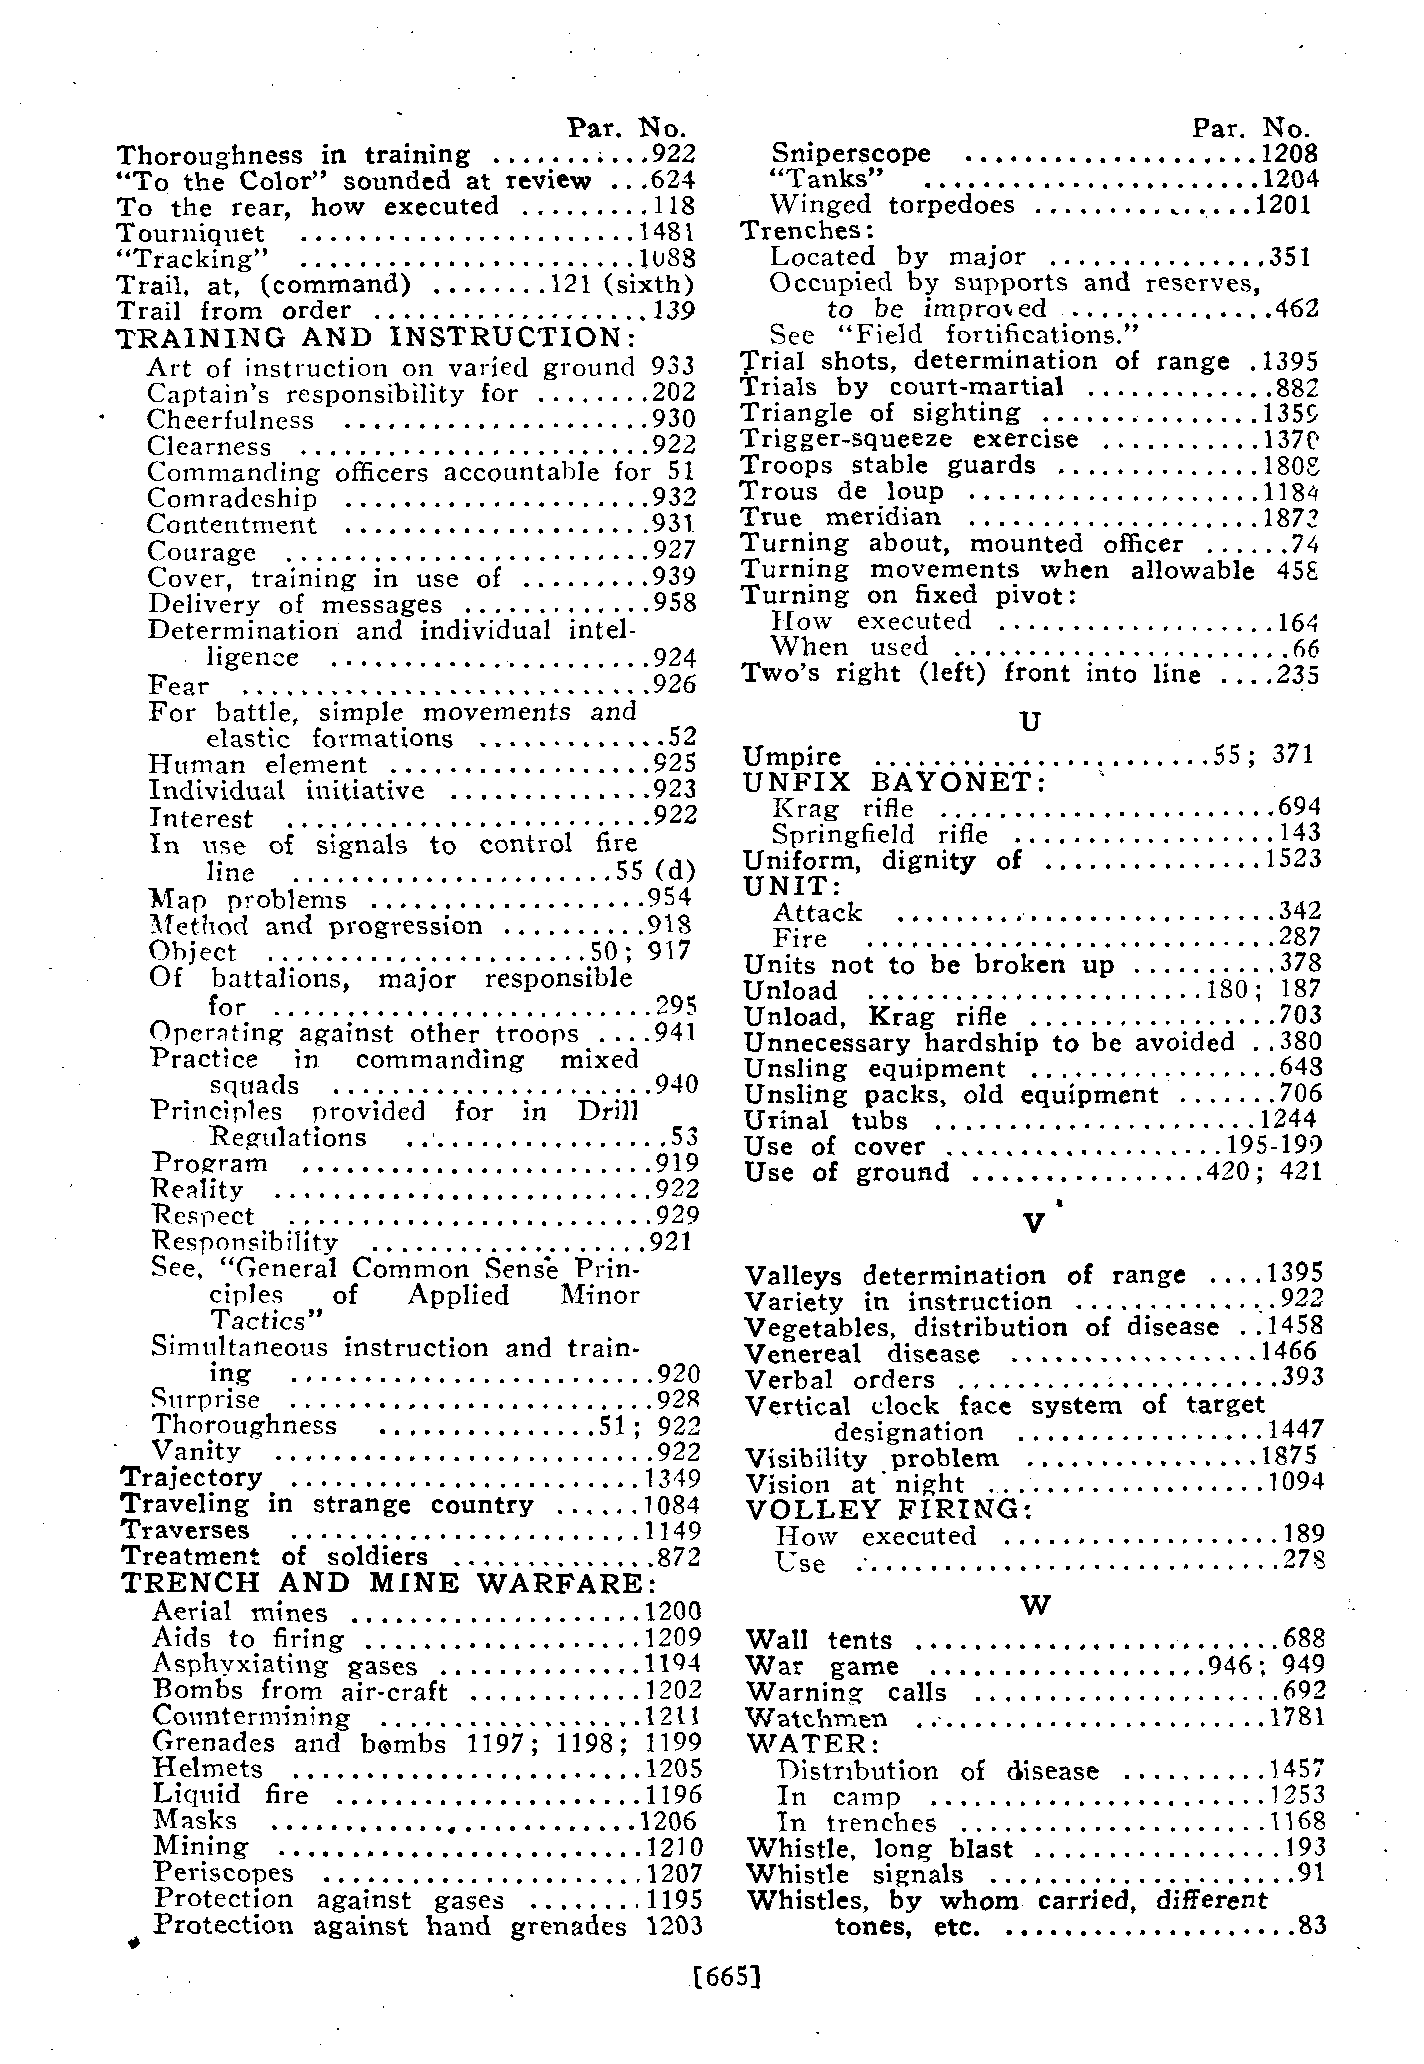 Par. No.
Thoroughness in training ...........922
“To the Color” sounded at review ...624
To the rear, how executed .........118
Tourniquet .......................1481
“Tracking” .......................1088
Trail, at, (command) ........121 (sixth)
Trail from order ...................139
TRAINING AND INSTRUCTION:
Art of instruction on varied ground 933
Captain's responsibility for ........202
Cheerfulness .....................930
Clearness ........................922
Commanding officers accountable for 51
Comradeship .....................932
Contentment .....................931
Courage .........................927
Cover, training in use of .........939
Delivery of messages .............958
Determination and individual intel-
ligence ......................924
Fear ............................926
For battle, simple movements and
elastic formations .............52
Human element ..................925
Individual initiative ..............923
Interest .........................922
In use of signals to control fire
line ......................55 (d)
Map problems ...................954
Method and progression ..........918
Object ......................50; 917
Of battalions, major responsible
for ..........................295
Operating against other troops ....941
Practice in commanding mixed
squads ......................940
Principles provided for in Drill
Regulations ..................53
Program ........................919
Reality ..........................922
Respect .........................929
Responsibility ...................921
See, “General Common Sense Prin-
ciples of Applied Minor
Tactics”
Simultaneous instruction and train-
ing .........................920
Surprise .........................928
Thoroughness ...............51; 922
Vanity ..........................922
Trajectory ........................1349
Traveling in strange country ......1084
Traverses ........................1149
Treatment of soldiers ..............872
TRENCH AND MINE WARFARE:
Aerial mines ....................1200
Aids to firing ...................1209
Asphyxiating gases ..............1194
Bombs from air-craft ............1202
Countermining ..................1211
Grenades and bombs 1197; 1198; 1199
Helmets ........................1205
Liquid fire .....................1196
Masks .........................1206
Mining .........................1210
Periscopes ......................1207
Protection against gases ........1195
Protection against hand grenades 1203
Par. No.
Sniperscope ....................1208
“Tanks” .......................1204
Winged torpedoes ...............1201
Trenches:
Located by major ...............351
Occupied by supports and reserves,
to be improved ..............462
See “Field fortifications.”
Trial shots, determination of range .1395
Trials by court-martial .............882
Triangle of sighting ...............1359
Trigger-squeeze exercise ...........1370
Troops stable guards ..............1808
Trous de loup ....................1184
True meridian ....................1872
Turning about, mounted officer ......74
Turning movements when allowable 458
Turning on fixed pivot:
How executed ...................164
When used .......................66
Two's right (left) front into line ....235
U
Umpire .......................55; 371
UNFIX BAYONET:
Krag rifle .......................694
Springfield rifle ..................143
Uniform, dignity of ...............1523
UNIT:
Attack ..........................342
Fire ............................287
Units not to be broken up ..........378
Unload .......................180; 187
Unload, Krag rifle .................703
Unnecessary hardship to be avoided ..380
Unsling equipment .................648
Unsling packs, old equipment .......706
Urinal tubs ......................1244
Use of cover ...................195-199
Use of ground ................420; 421
V
Valleys determination of range ....1395
Variety in instruction ..............922
Vegetables, distribution of disease ..1458
Venereal disease .................1466
Verbal orders ......................393
Vertical clock face system of target
designation .................1447
Visibility problem ................1875
Vision at night ...................1094
VOLLEY FIRING:
How executed ...................189
Use ............................278
W
Wall tents .........................688
War game ...................946; 949
Warning calls .....................692
Watchmen ........................1781
WATER:
Distribution of disease ..........1457
In camp .......................1253
In trenches .....................1168
Whistle, long blast .................193
Whistle signals .....................91
Whistles, by whom carried, different
tones, etc. ....................83
[665]